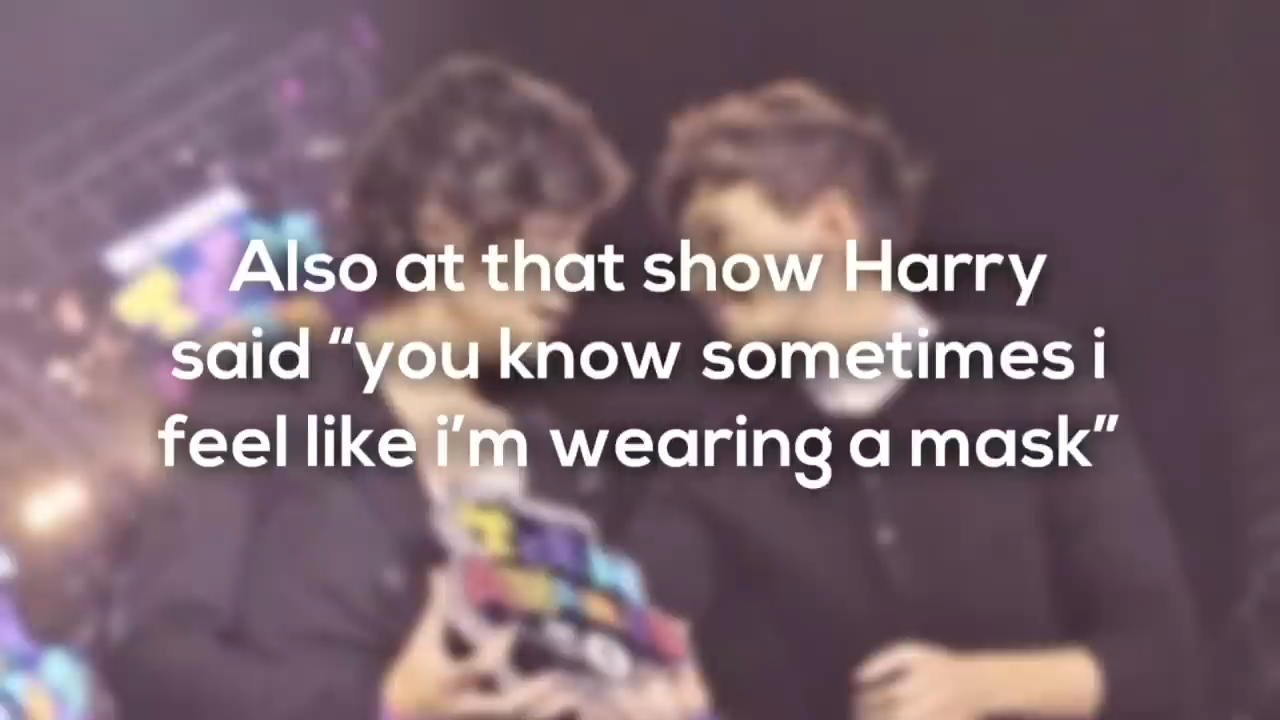 Also at that show Harry
said “you know sometimes i
feel like i’m wearing a mask”